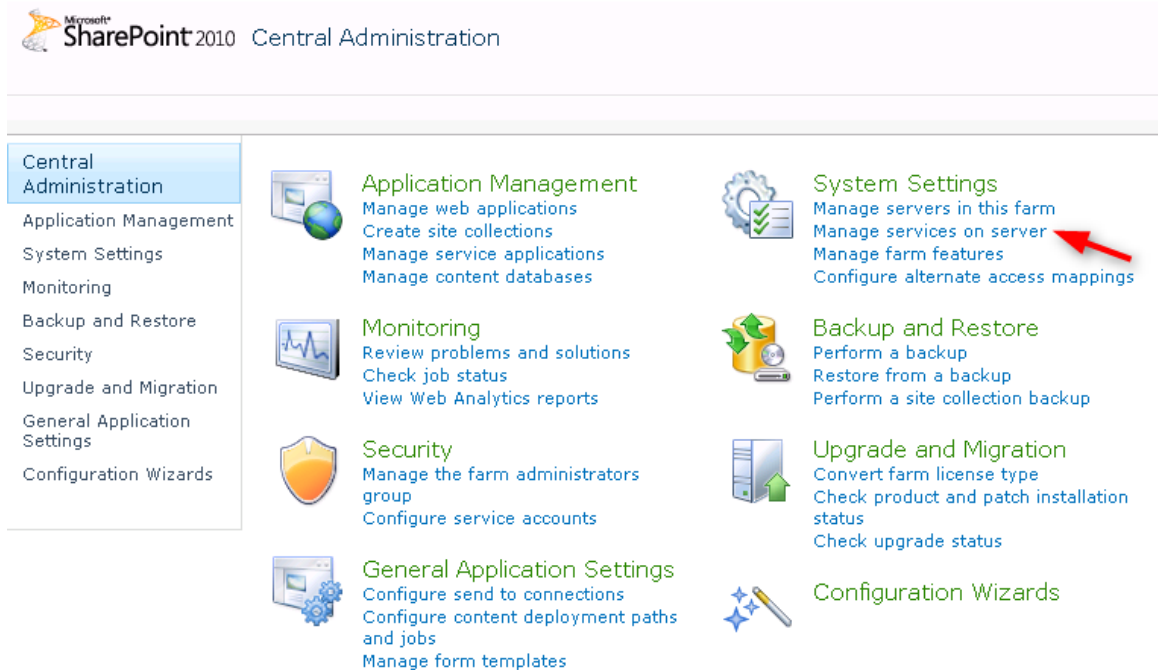 Microsoft*
SharePoint 2010 Central Administration
Central
Administration
Application Management
System Settings
Monitoring
Backup and Restore
Security
Upgrade and Migration
General Application
Settings
Configuration Wizards
Application Management
Manage web applications
Create site collections
Manage service applications
Manage content databases
System Settings
Manage servers in this farm
Manage services on server
Manage farm features
Configure alternate access mappings
Monitoring
Review problems and solutions
Check job status
View Web Analytics reports
Backup and Restore
Perform a backup
Restore from a backup
Perform a site collection backup
Security
Manage the farm administrators
group
Configure service accounts
Upgrade and Migration
Convert farm license type
Check product and patch installation
status
Check upgrade status
General Application Settings
Configure send to connections
Configure content deployment paths
and jobs
Manage form templates
Configuration Wizards